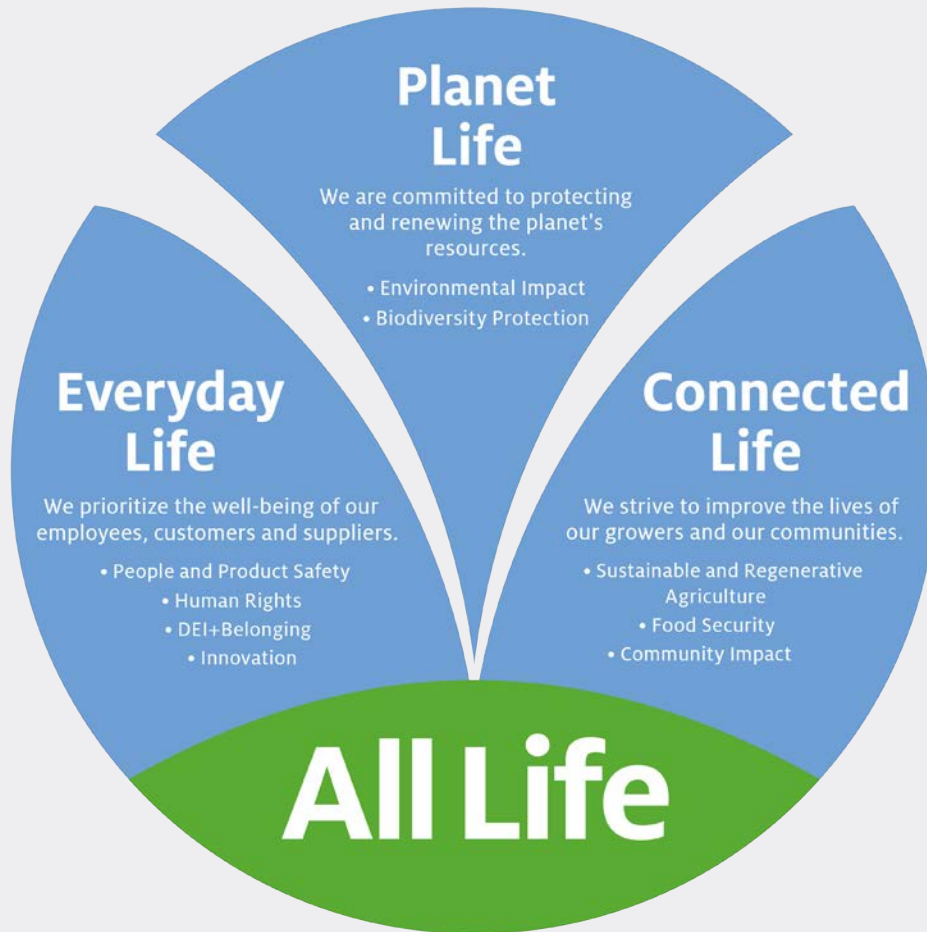 Planet
Life
We are committed to protecting
and renewing the planet's
resources.
• Environmental Impact
• Biodiversity Protection
Everyday
Life
We prioritize the well-being of our
employees, customers and suppliers.
• People and Product Safety
• Human Rights
• DEI+Belonging
• Innovation
Connected
Life
We strive to improve the lives of
our growers and our communities.
• Sustainable and Regenerative
Agriculture
• Food Security
• Community Impact
All Life